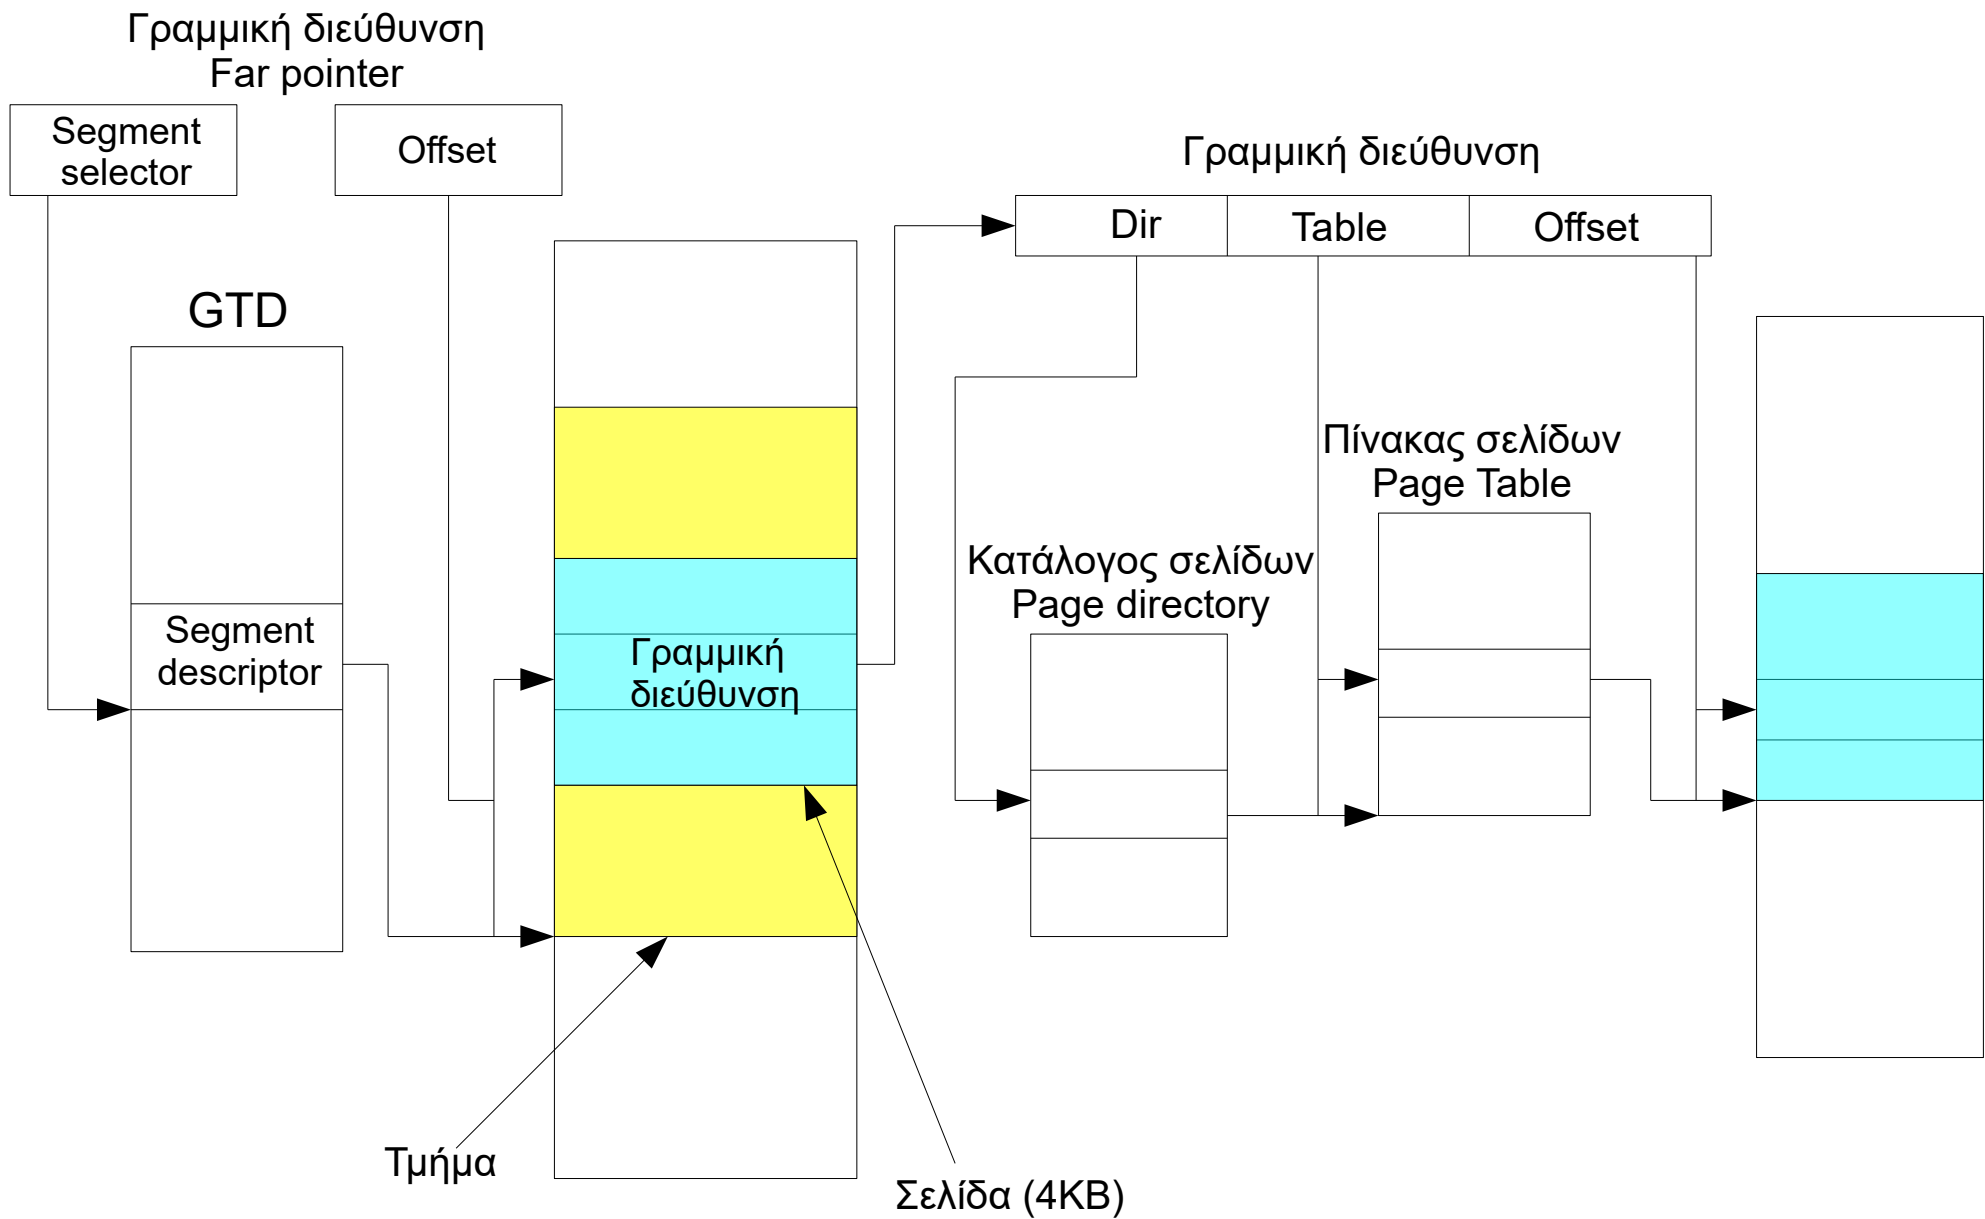 Γραμμική διεύθυνση
Far pointer
Segment
selector
Offset
Γραμμική διεύθυνση
Dir
Table
Offset
GTD
Πίνακας σελίδων
Page Table
Κατάλογος σελίδων
Page directory
Segment
descriptor
Γραμμική
διεύθυνση
Τμήμα
Σελίδα (4KB)